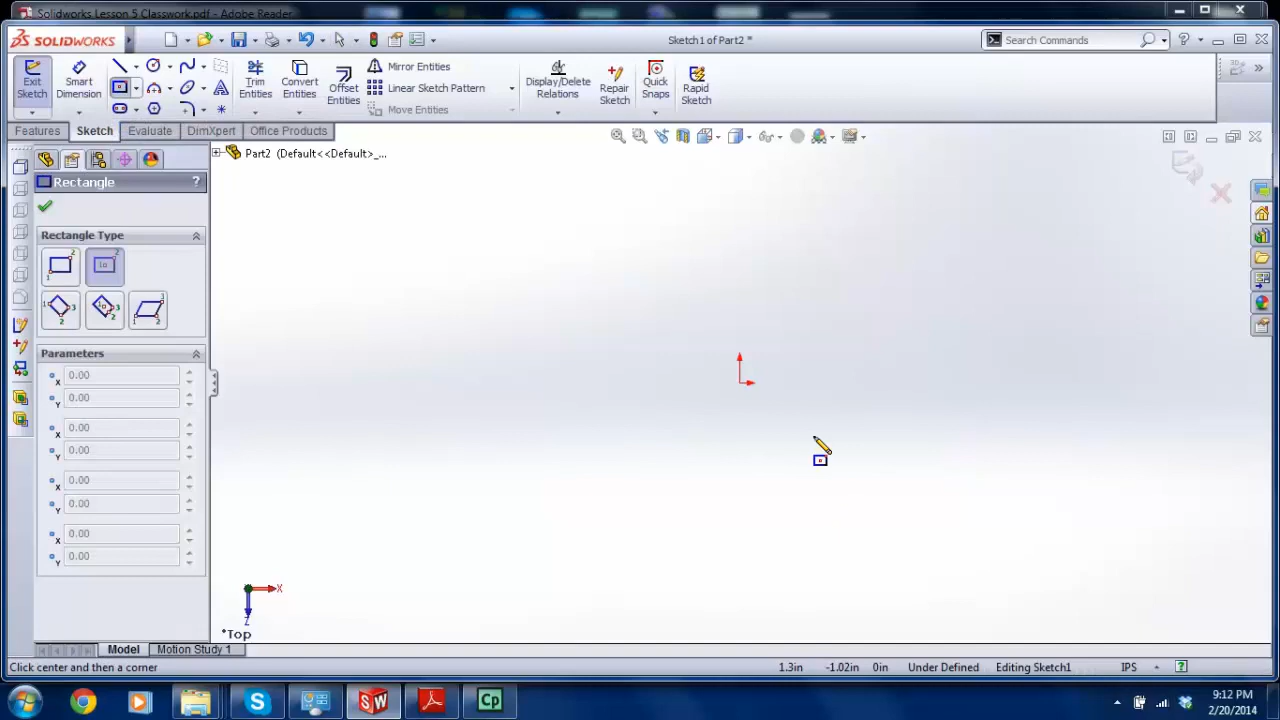 Solidworks Lesson 5 Classwork.pdf - Adobe Reader
SOLIDWORKS
Sketch1 of Part2 *
Search Commands
Exit Sketch
Smart Dimension
Trim Entities
Convert Entities
Offset Entities
Mirror Entities
Linear Sketch Pattern
Move Entities
Display/Delete Relations
Repair Sketch
Quick Snaps
Rapid Sketch
Features
Sketch
Evaluate
DimXpert
Office Products
Part2 (Default<<Default>_...
Rectangle
?
Rectangle Type
Parameters
X 0.00
Y 0.00
X 0.00
Y 0.00
X 0.00
Y 0.00
X 0.00
Y 0.00
X
Z
*Top
Model
Motion Study 1
Click center and then a corner
1.3in
-1.02in
0in
Under Defined
Editing Sketch1
IPS
9:12 PM
2/20/2014